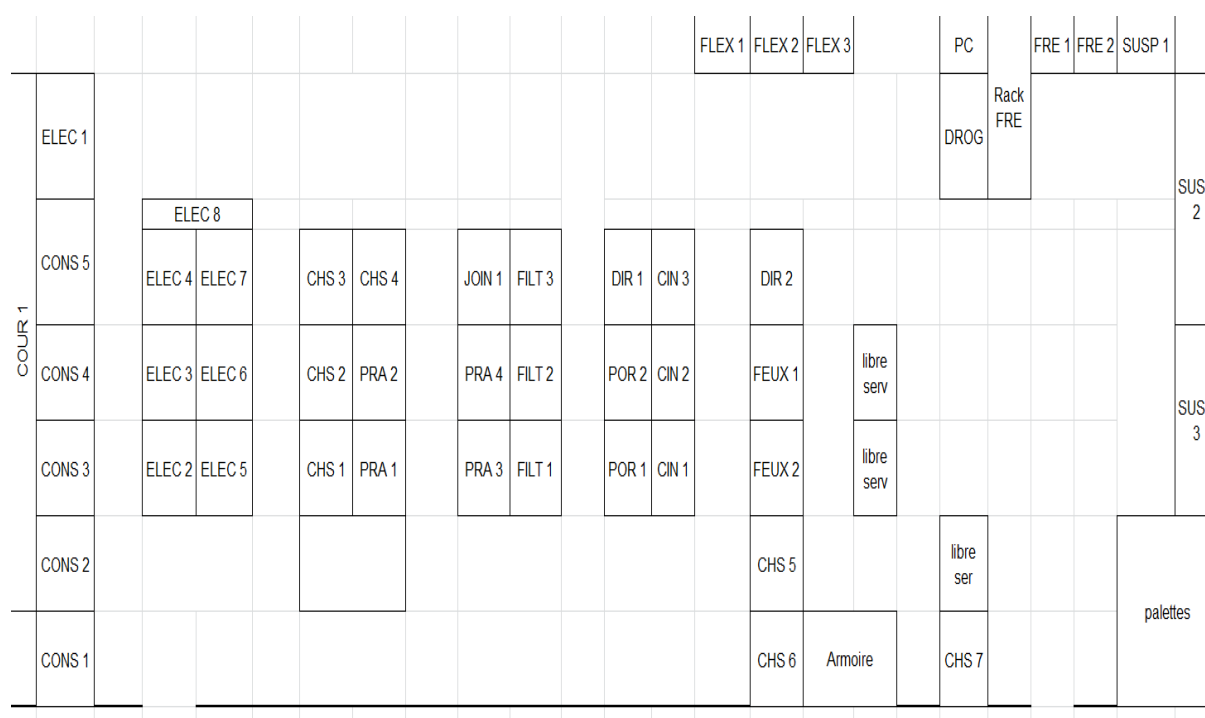 FLEX 1 FLEX 2 FLEX 3 PC FRE 1 FRE 2 SUSP 1
Rack
FRE
ELEC 1 DROG
SUS
2
ELEC 8
CONS 5 ELEC 4 ELEC 7 CHS 3 CHS 4 JOIN 1 FILT 3 DIR 1 CIN 3 DIR 2
COUR 1
CONS 4 ELEC 3 ELEC 6 CHS 2 PRA 2 PRA 4 FILT 2 POR 2 CIN 2 FEUX 1
libre
serv
SUS
3
CONS 3 ELEC 2 ELEC 5 CHS 1 PRA 1 PRA 3 FILT 1 POR 1 CIN 1 FEUX 2
libre
serv
CONS 2 CHS 5
libre
ser
palettes
CONS 1 CHS 6 Armoire CHS 7